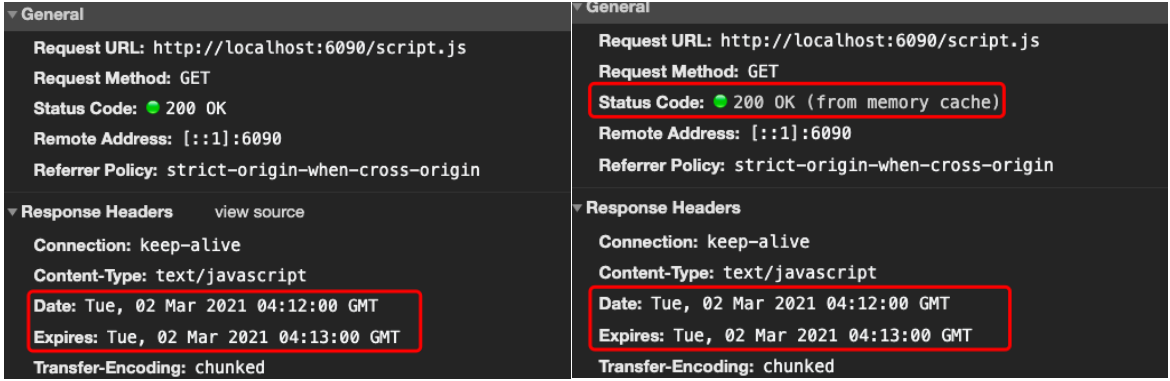 General
Request URL: http://localhost:6090/script.js
Request Method: GET
Status Code: 200 OK
Remote Address: [::1]:6090
Referrer Policy: strict-origin-when-cross-origin
Response Headers view source
Connection: keep-alive
Content-Type: text/javascript
Date: Tue, 02 Mar 2021 04:12:00 GMT
Expires: Tue, 02 Mar 2021 04:13:00 GMT
Transfer-Encoding: chunked
General
Request URL: http://localhost:6090/script.js
Request Method: GET
Status Code: 200 OK (from memory cache)
Remote Address: [::1]:6090
Referrer Policy: strict-origin-when-cross-origin
Response Headers
Connection: keep-alive
Content-Type: text/javascript
Date: Tue, 02 Mar 2021 04:12:00 GMT
Expires: Tue, 02 Mar 2021 04:13:00 GMT
Transfer-Encoding: chunked